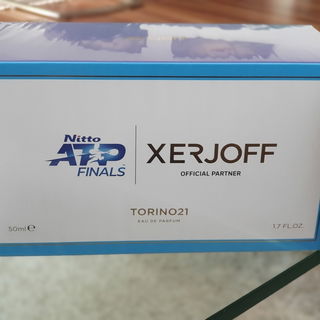 Nitto
ATP
FINALS
XERJOFF
OFFICIAL PARTNER
TORINO21
EAU DE PARFUM
50ml ℮
1.7 FL.OZ.